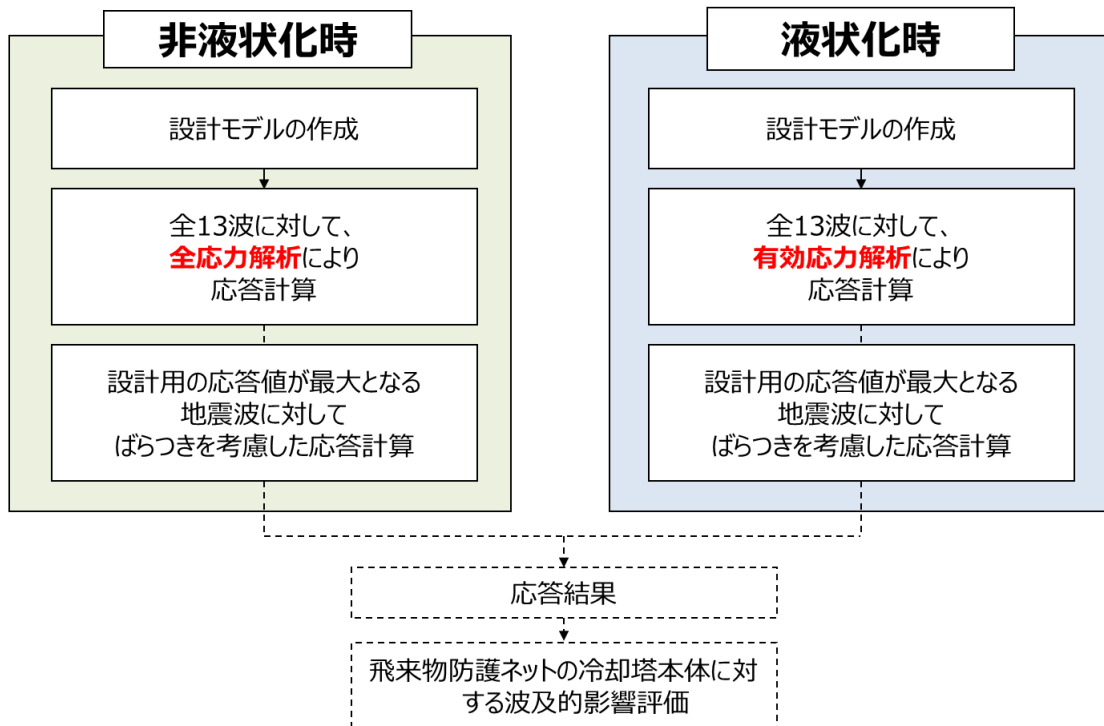 非液状化時
設計モデルの作成
全13波に対して、
全応力解析により
応答計算
設計用の応答値が最大となる
地震波に対して
ばらつきを考慮した応答計算
液状化時
設計モデルの作成
全13波に対して、
有効応力解析により
応答計算
設計用の応答値が最大となる
地震波に対して
ばらつきを考慮した応答計算
応答結果
飛来物防護ネットの冷却塔本体に対
する波及的影響評価